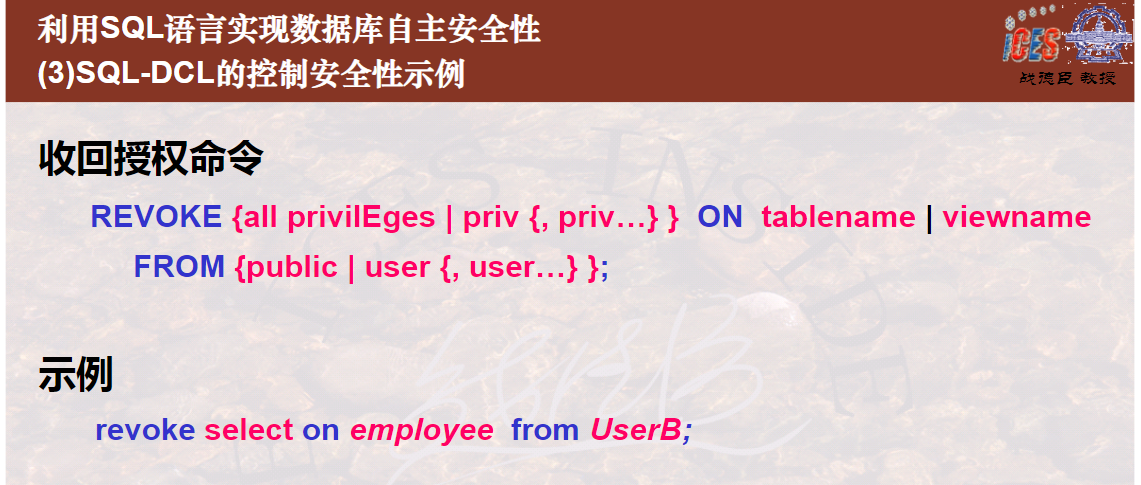 利用SQL语言实现数据库自主安全性
(3)SQL-DCL的控制安全性示例
iCES
战德臣 教授
收回授权命令
REVOKE {all privilEges | priv {, priv…} } ON tablename | viewname
FROM {public | user {, user…} };
示例
revoke select on employee from UserB;